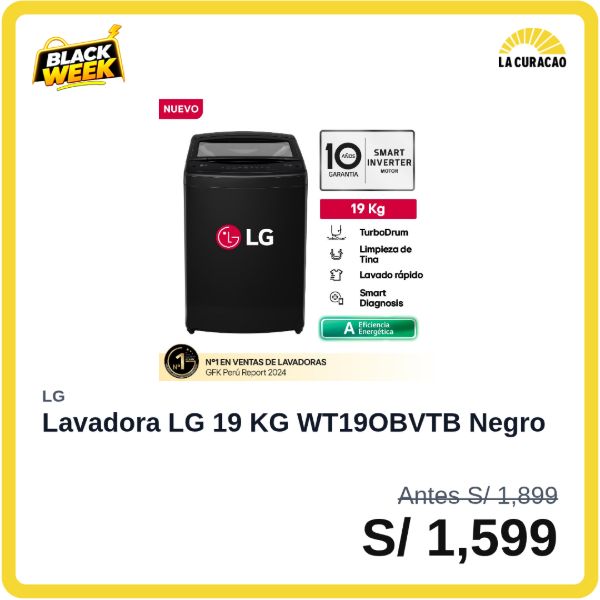 BLACK
WEEK
LA CURACAO
NUEVO
10
AÑOS
GARANTIA
SMART
INVERTER
MOTOR
19 Kg
LG
TurboDrum
Limpieza de
Tina
Lavado rápido
Smart
Diagnosis
A Eficiencia
Energética
Nº1
Nº1 EN VENTAS DE LAVADORAS
GFK Perú Report 2024
LG
Lavadora LG 19 KG WT19OBVTB Negro
Antes S/ 1,899
S/ 1,599